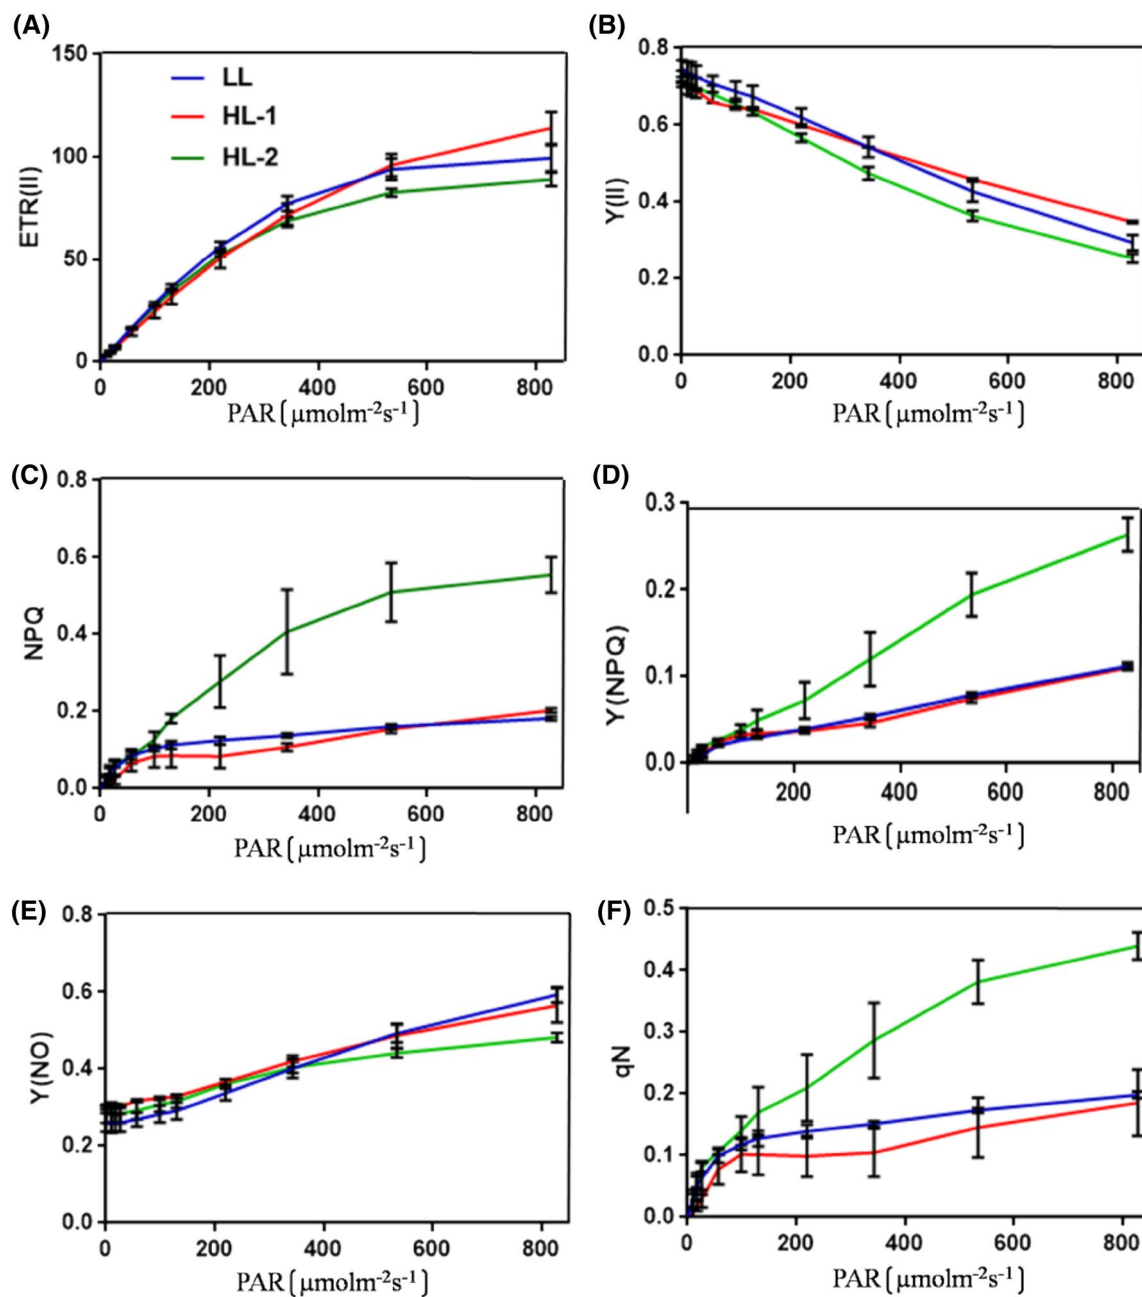 (A)
150
100
50
0
ETR(II)
LL
HL-1
HL-2
0 200 400 600 800
PAR [μmolm-2s-1]
(B)
0.8
0.6
0.4
0.2
0.0
Y(II)
0 200 400 600 800
PAR [μmolm-2s-1]
(C)
0.8
0.6
0.4
0.2
0.0
NPQ
0 200 400 600 800
PAR [μmolm-2s-1]
(D)
0.3
0.2
0.1
0.0
Y(NPQ)
200 400 600 800
PAR [μmolm-2s-1]
(E)
0.8
0.6
0.4
0.2
0.0
Y(NO)
0 200 400 600 800
PAR [μmolm-2s-1]
(F)
0.5
0.4
0.3
0.2
0.1
0.0
qN
0 200 400 600 800
PAR [μmolm-2s-1]